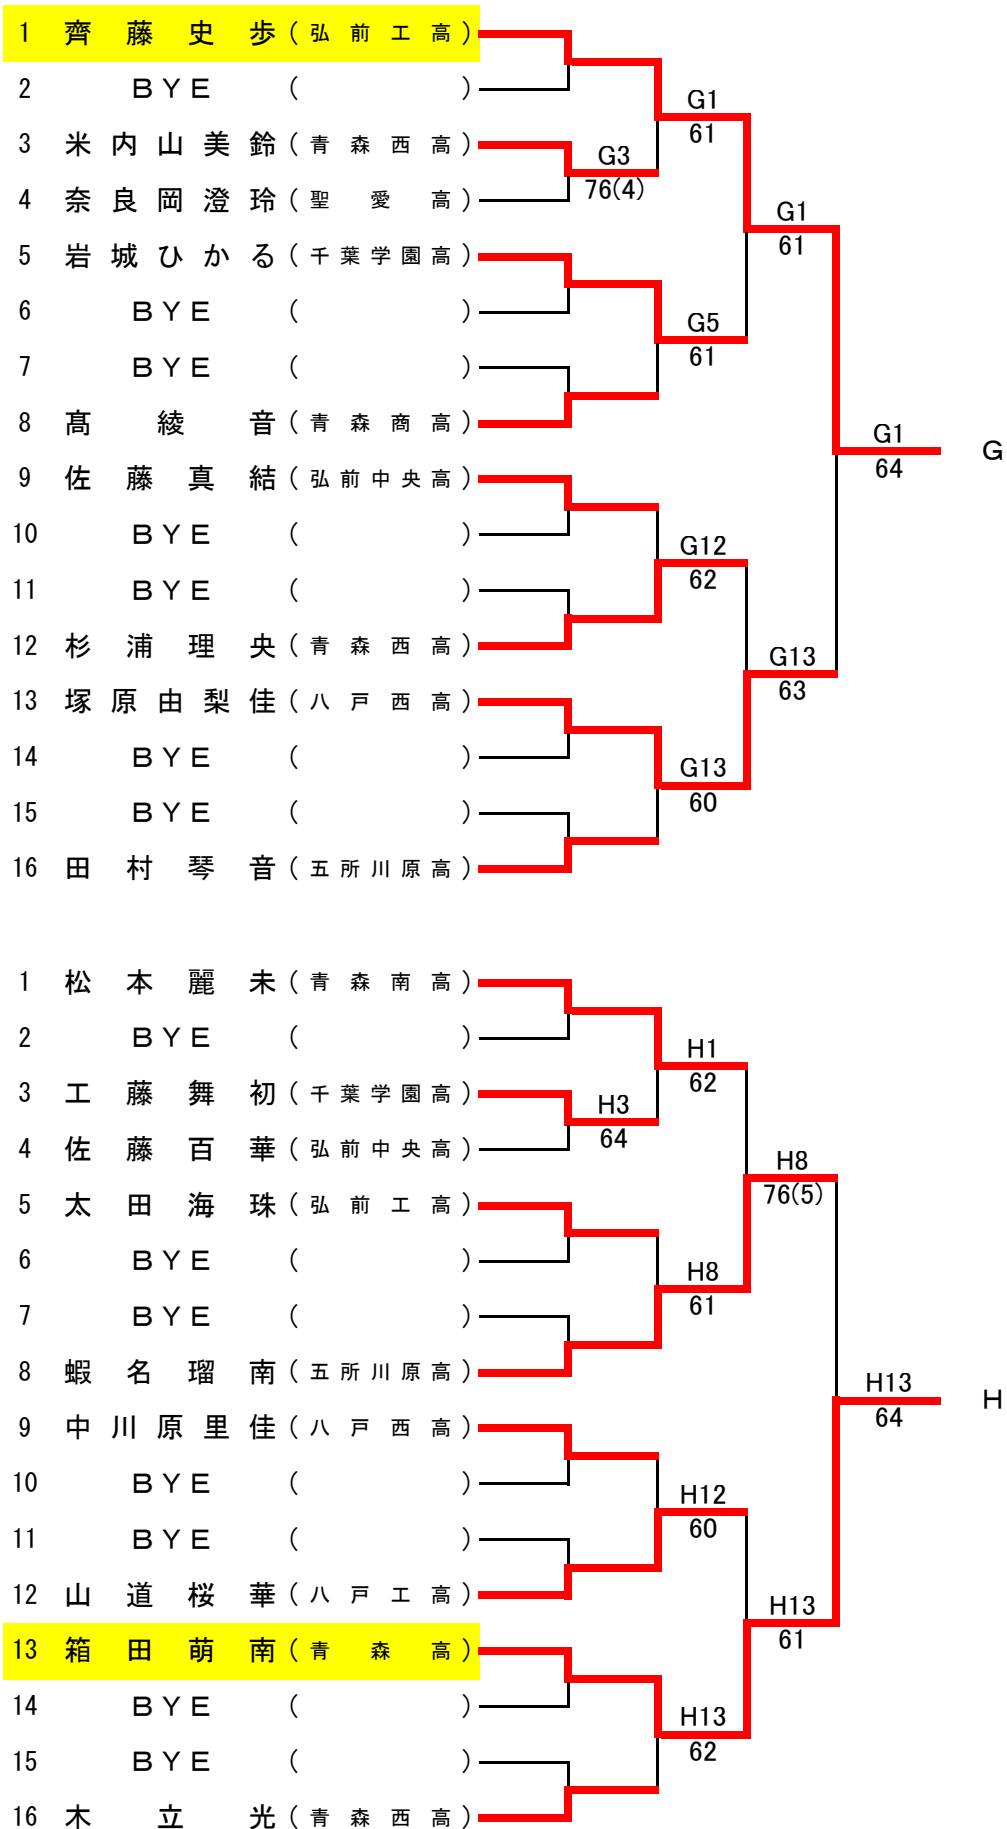 1 齊藤史歩(弘前工高)
2 BYE ( )
G1
61
3 米内山美鈴(青森西高)
G3
76(4)
4 奈良岡澄玲(聖愛高)
G1
61
5 岩城ひかる(千葉学園高)
6 BYE ( )
G5
61
7 BYE ( )
8 髙綾音(青森商高)
G1
64
G
9 佐藤真結(弘前中央高)
10 BYE ( )
G12
62
11 BYE ( )
12 杉浦理央(青森西高)
G13
63
13 塚原由梨佳(八戸西高)
14 BYE ( )
G13
60
15 BYE ( )
16 田村琴音(五所川原高)
1 松本麗未(青森南高)
2 BYE ( )
H1
62
3 工藤舞初(千葉学園高)
H3
64
4 佐藤百華(弘前中央高)
H8
76(5)
5 太田海珠(弘前工高)
6 BYE ( )
H8
61
7 BYE ( )
8 蝦名瑠南(五所川原高)
H13
64
H
9 中川原里佳(八戸西高)
10 BYE ( )
H12
60
11 BYE ( )
12 山道桜華(八戸工高)
H13
61
13 箱田萌南(青森高)
14 BYE ( )
H13
62
15 BYE ( )
16 木立光(青森西高)